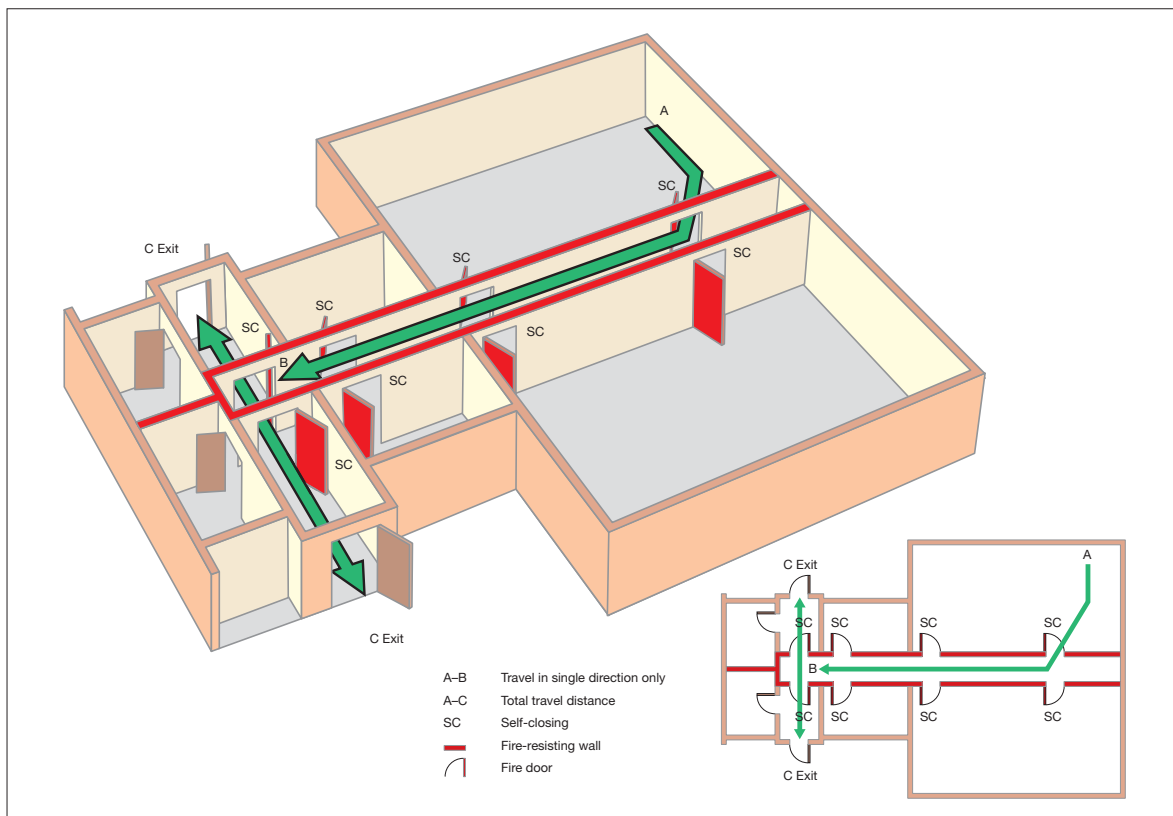 A
SC
C Exit
SC
SC
SC
SC
B
SC
SC
SC
C Exit
A–B Travel in single direction only
A–C Total travel distance
SC Self-closing
Fire-resisting wall
Fire door
A
C Exit
SC SC SC SC
B
SC SC SC SC
C Exit